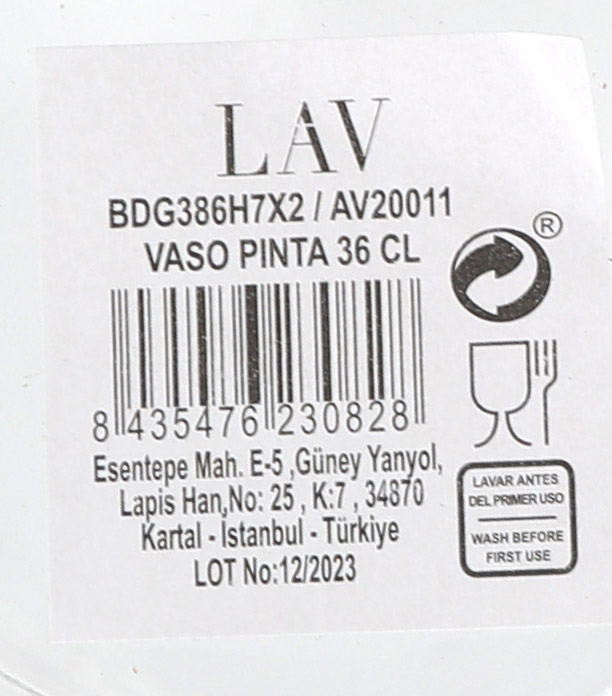 LAV
BDG386H7X2 / AV20011
VASO PINTA 36 CL
®
8 435476 230828
Esentepe Mah. E-5 ,Güney Yanyol,
Lapis Han,No: 25 , K:7 , 34870
Kartal - İstanbul - Türkiye
LOT No:12/2023
LAVAR ANTES
DEL PRIMER USO
WASH BEFORE
FIRST USE